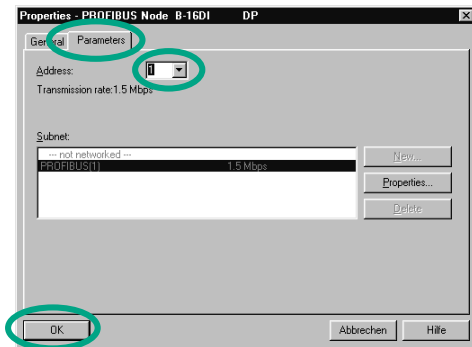 Properties - PROFIBUS Node B-16DI DP
General Parameters
Address: 1
Transmission rate:1.5 Mbps
Subnet:
--- not networked ---
PROFIBUS(1) 1.5 Mbps
New...
Properties...
Delete
OK Abbrechen Hilfe